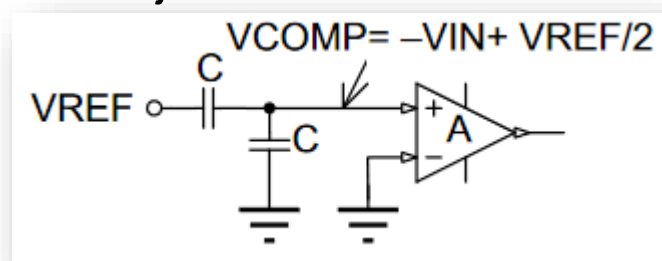 VCOMP= –VIN+ VREF/2
C
VREF
+
A
C
–